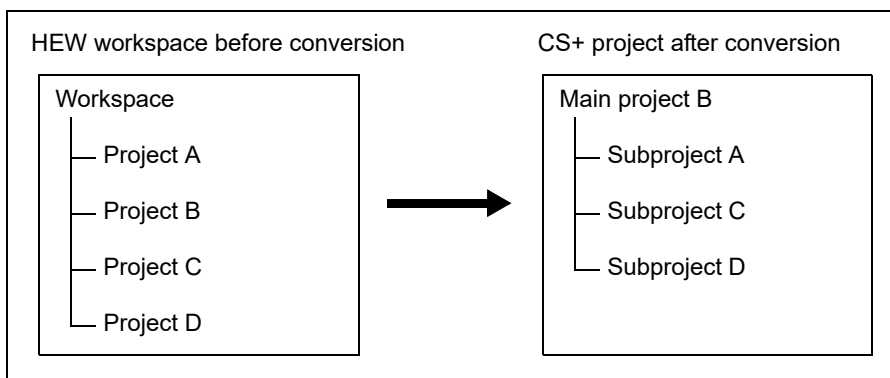 HEW workspace before conversion
CS+ project after conversion
Workspace
Project A
Project B
Project C
Project D
Main project B
Subproject A
Subproject C
Subproject D